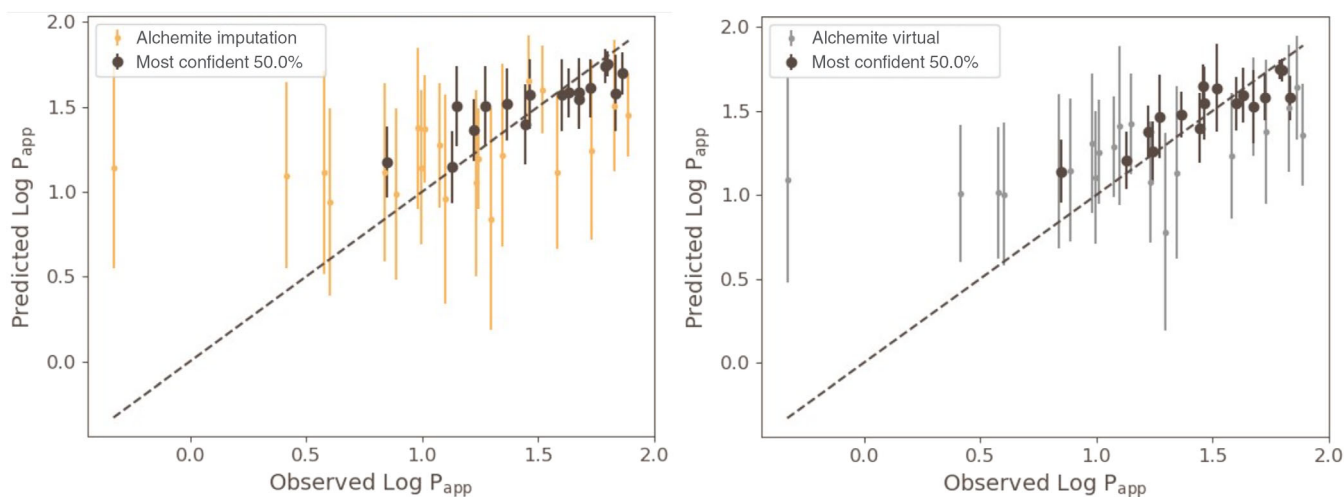 2.0
1.5
1.0
0.5
0.0
Predicted Log Papp
Alchemite imputation
Most confident 50.0%
0.0 0.5 1.0 1.5 2.0
Observed Log Papp
2.0
1.5
1.0
0.5
0.0
Predicted Log Papp
Alchemite virtual
Most confident 50.0%
0.0 0.5 1.0 1.5 2.0
Observed Log Papp